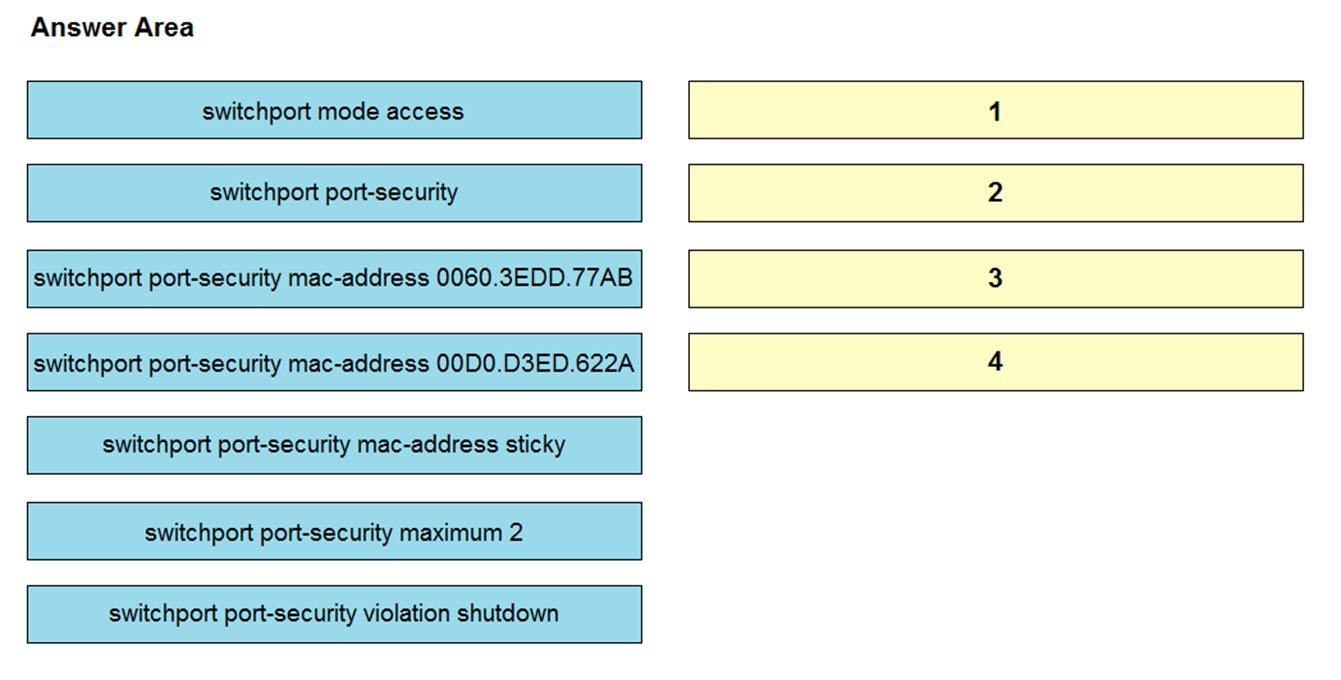 Answer Area
switchport mode access
1
switchport port-security
2
switchport port-security mac-address 0060.3EDD.77AB
3
switchport port-security mac-address 00D0.D3ED.622A
4
switchport port-security mac-address sticky
switchport port-security maximum 2
switchport port-security violation shutdown